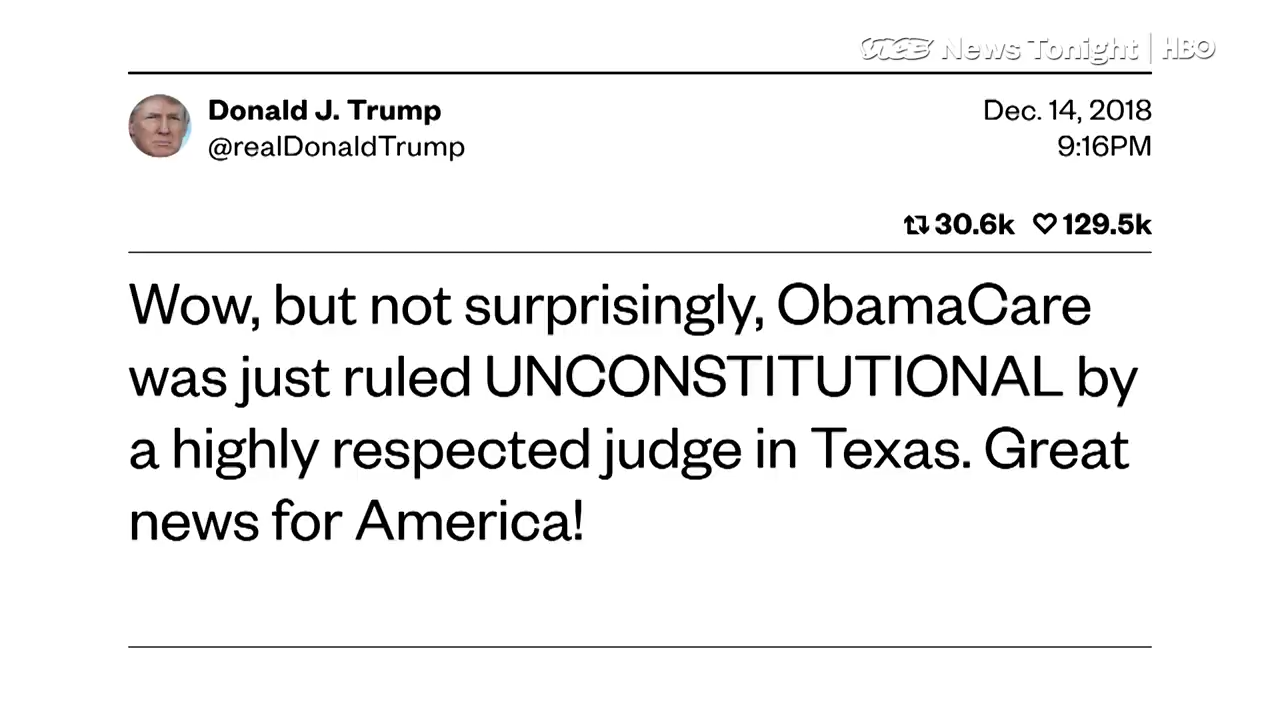 VICE News Tonight | HBO
Donald J. Trump
@realDonaldTrump
Dec. 14, 2018
9:16PM
30.6k 129.5k
Wow, but not surprisingly, ObamaCare
was just ruled UNCONSTITUTIONAL by
a highly respected judge in Texas. Great
news for America!